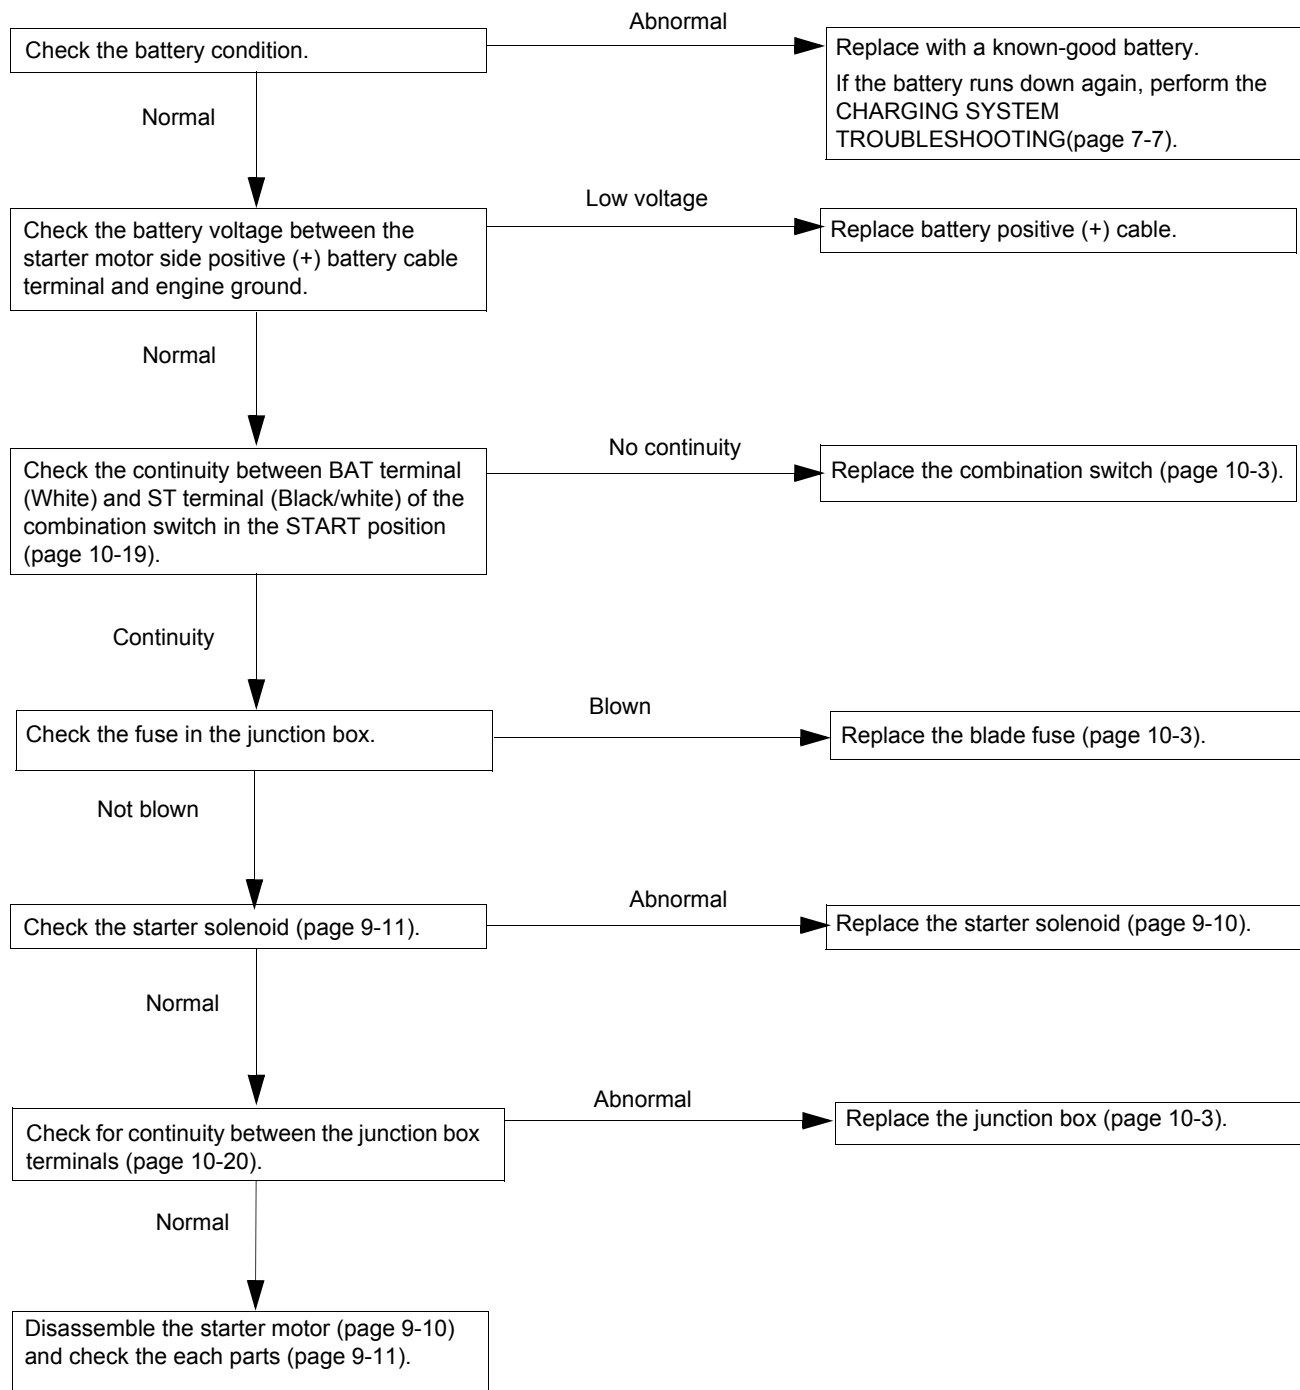 Abnormal
Check the battery condition.
Replace with a known-good battery.
If the battery runs down again, perform the
CHARGING SYSTEM
TROUBLESHOOTING(page 7-7).
Normal
Low voltage
Check the battery voltage between the
starter motor side positive (+) battery cable
terminal and engine ground.
Replace battery positive (+) cable.
Normal
No continuity
Check the continuity between BAT terminal
(White) and ST terminal (Black/white) of the
combination switch in the START position
(page 10-19).
Replace the combination switch (page 10-3).
Continuity
Blown
Check the fuse in the junction box.
Replace the blade fuse (page 10-3).
Not blown
Abnormal
Check the starter solenoid (page 9-11).
Replace the starter solenoid (page 9-10).
Normal
Abnormal
Check for continuity between the junction box
terminals (page 10-20).
Replace the junction box (page 10-3).
Normal
Disassemble the starter motor (page 9-10)
and check the each parts (page 9-11).